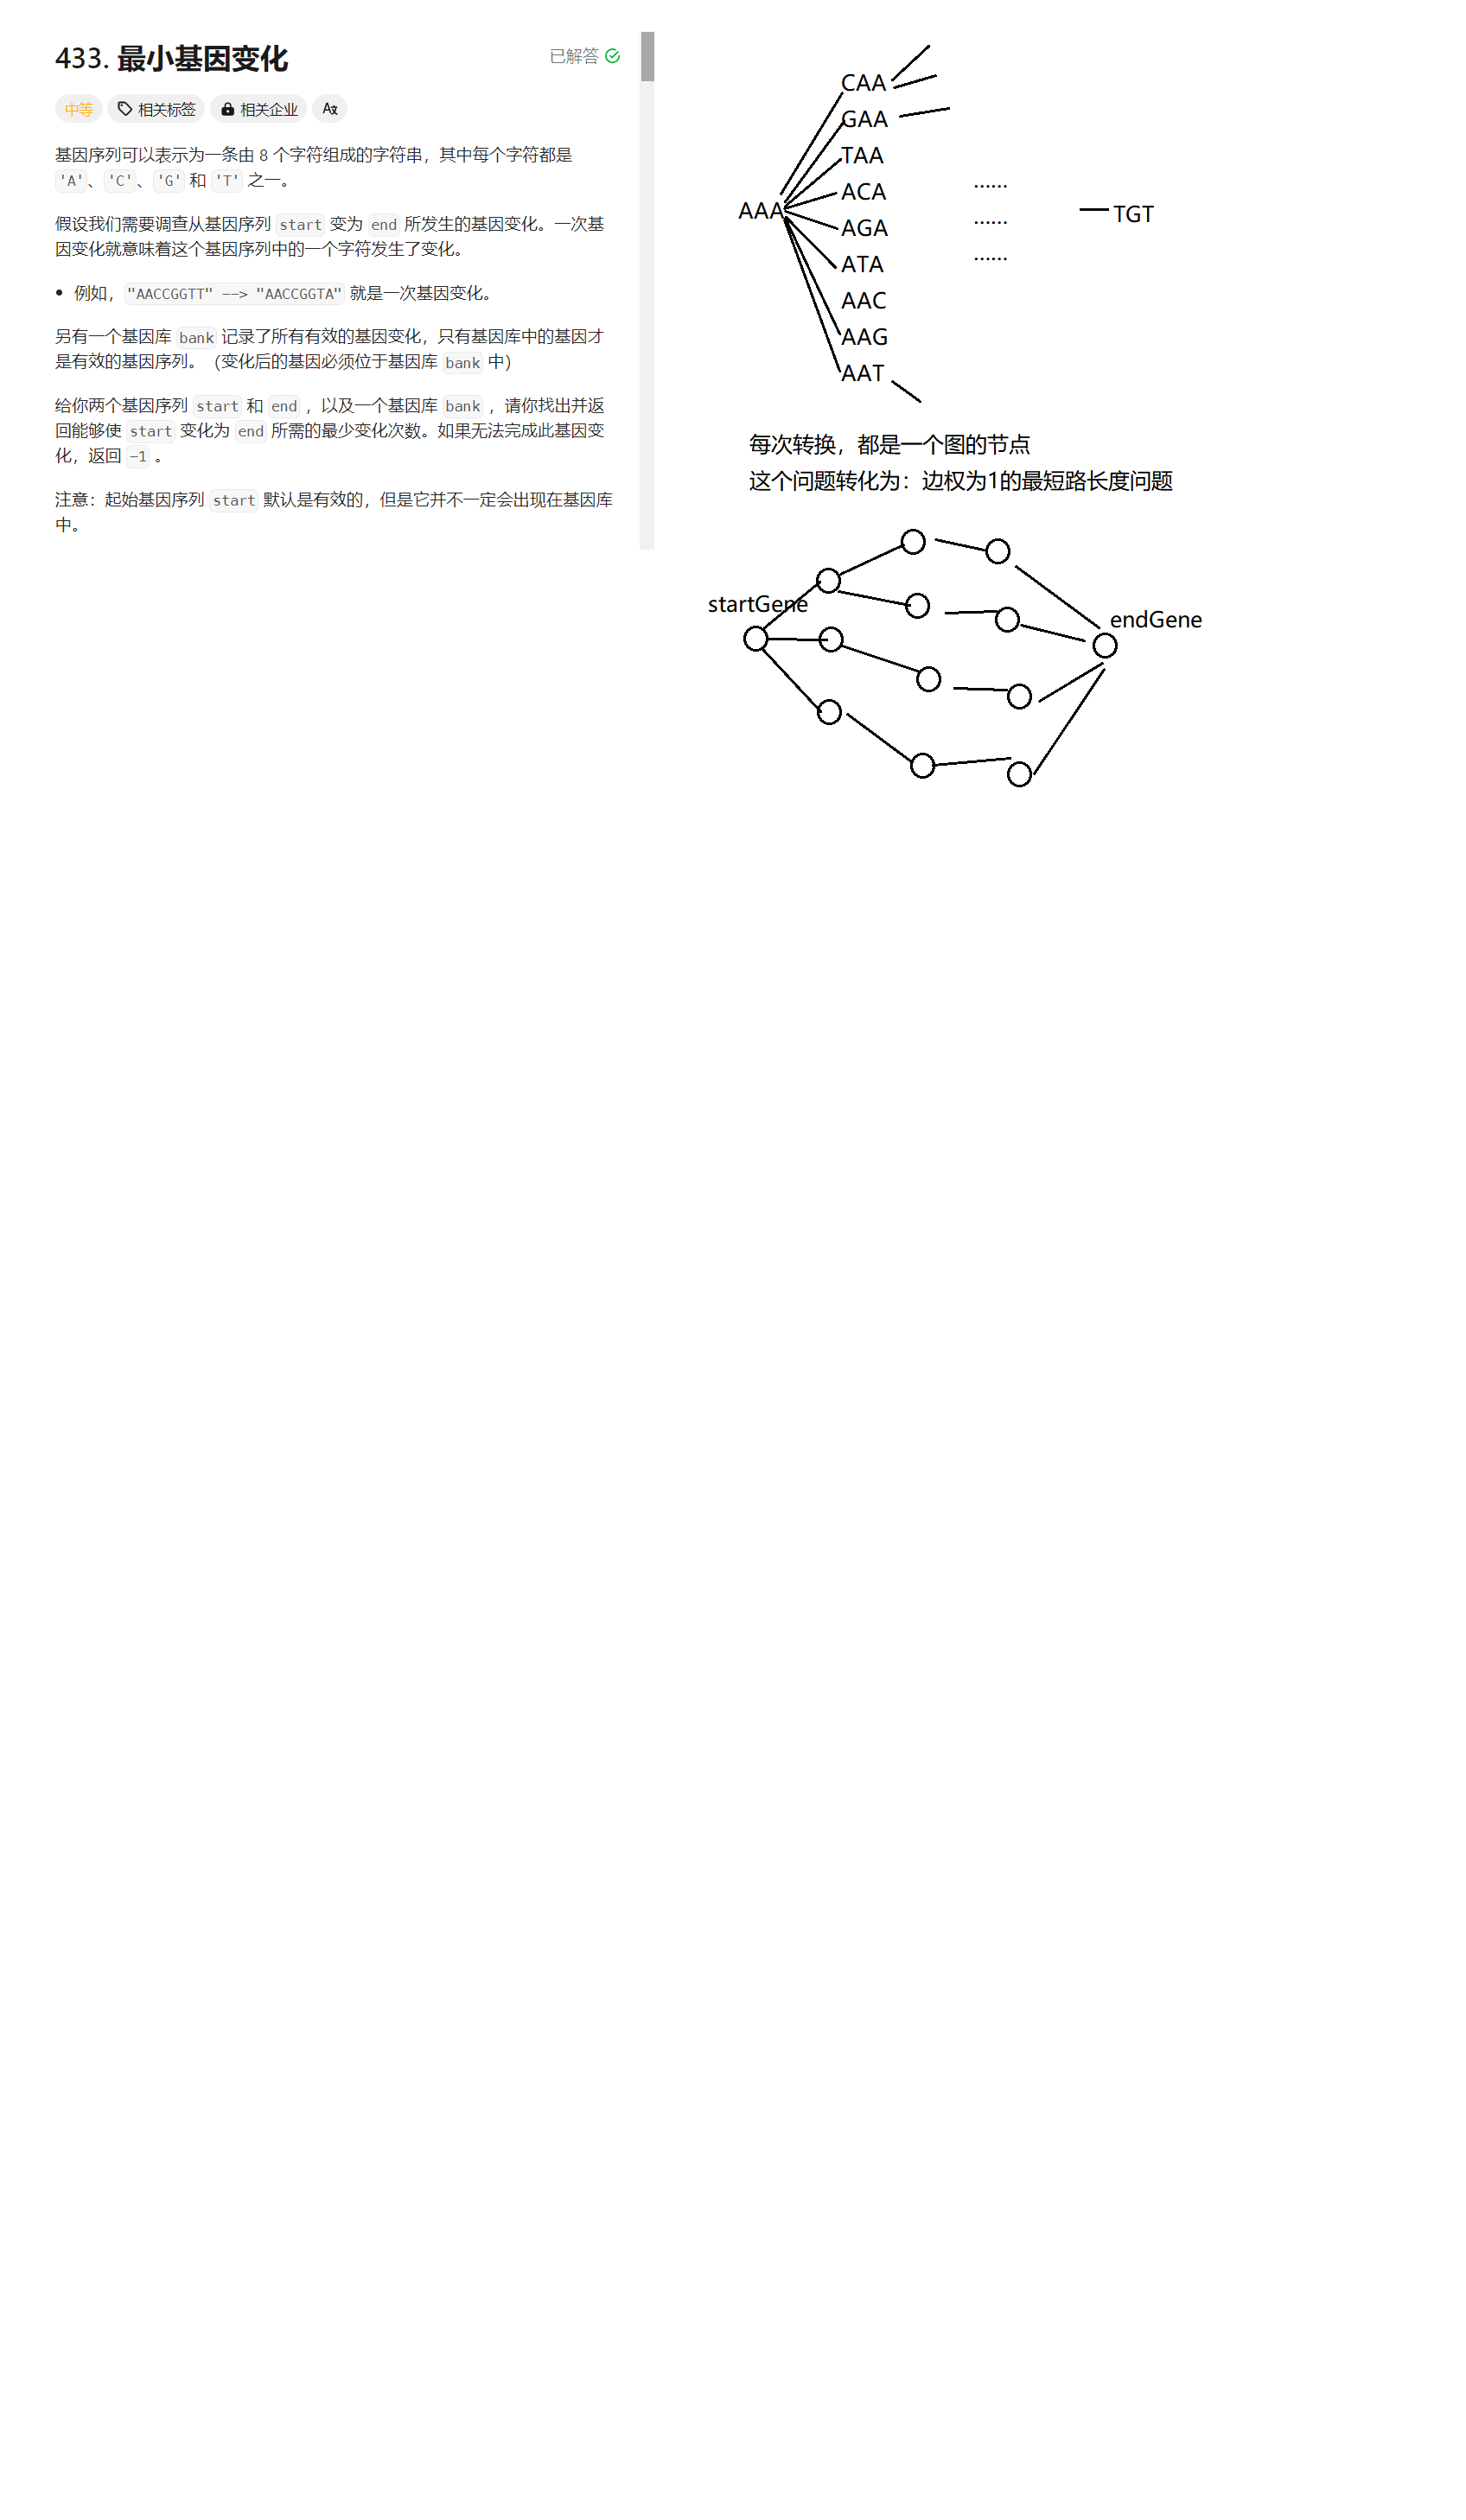 433. 最小基因变化
已解答
中等 相关标签 相关企业
基因序列可以表示为一条由 8 个字符组成的字符串，其中每个字符都是
'A'、'C'、'G' 和 'T' 之一。
假设我们需要调查从基因序列 start 变为 end 所发生的基因变化。一次基
因变化就意味着这个基因序列中的一个字符发生了变化。
• 例如，"AACCGGTT" --> "AACCGGTA" 就是一次基因变化。
另有一个基因库 bank 记录了所有有效的基因变化，只有基因库中的基因才
是有效的基因序列。（变化后的基因必须位于基因库 bank 中）
给你两个基因序列 start 和 end ，以及一个基因库 bank ，请你找出并返
回能够使 start 变化为 end 所需的最少变化次数。如果无法完成此基因变
化，返回 -1 。
注意：起始基因序列 start 默认是有效的，但是它并不一定会出现在基因库
中。
AAA
CAA
GAA
TAA
ACA
AGA
ATA
AAC
AAG
AAT
......
......
......
TGT
每次转换，都是一个图的节点
这个问题转化为：边权为1的最短路长度问题
startGene
endGene